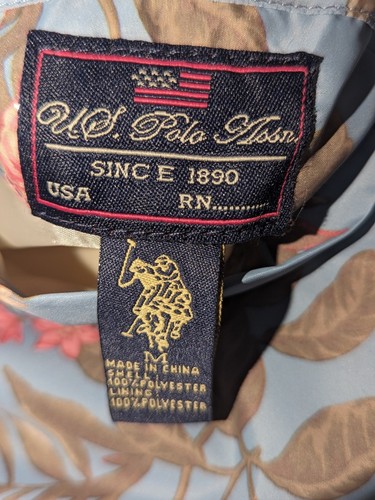 U.S. Polo Assn.
SINCE 1890
USA RN............
M
MADE IN CHINA
SHELL
100%POLYESTER
LINING
100%POLYESTER